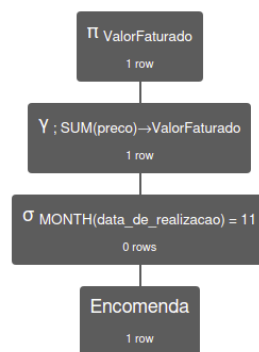 π ValorFaturado
1 row
γ ; SUM(preco)→ValorFaturado
1 row
σ MONTH(data_de_realizacao) = 11
0 rows
Encomenda
1 row